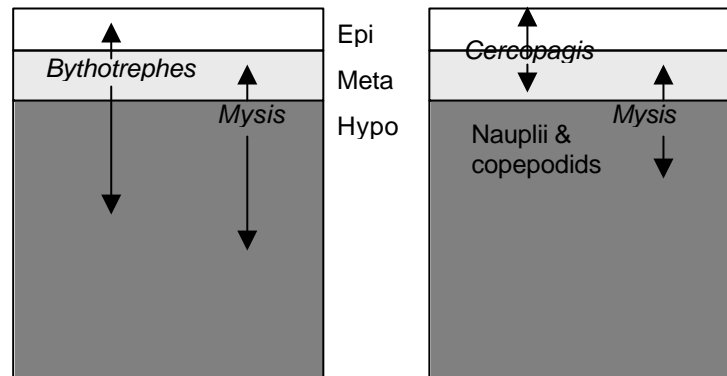 Epi
Bythotrephes
Meta
Mysis
Hypo
Cercopagis
Mysis
Nauplii &
copepodids